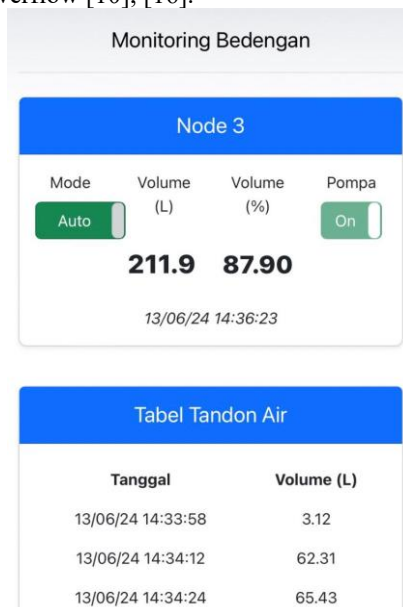 Monitoring Bedengan
Node 3
Mode Volume (L) Volume (%) Pompa
Auto 211.9 87.90 On
13/06/24 14:36:23
Tabel Tandon Air
Tanggal Volume (L)
13/06/24 14:33:58 3.12
13/06/24 14:34:12 62.31
13/06/24 14:34:24 65.43